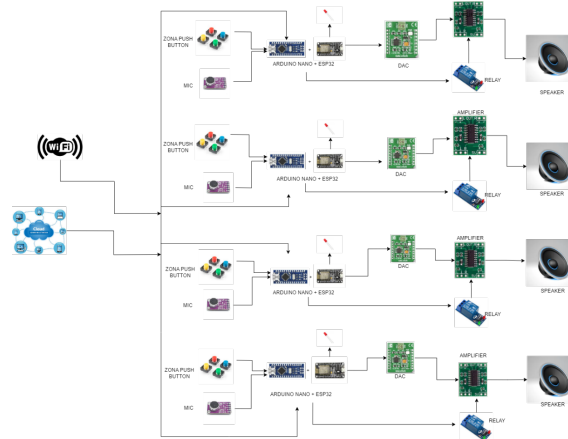 ZONA PUSH
BUTTON
MIC
ARDUINO NANO + ESP32
DAC
RELAY
SPEAKER
WiFi
ZONA PUSH
BUTTON
MIC
ARDUINO NANO + ESP32
DAC
AMPLIFIER
RELAY
SPEAKER
Cloud
ZONA PUSH
BUTTON
MIC
ARDUINO NANO + ESP32
DAC
AMPLIFIER
RELAY
SPEAKER
ZONA PUSH
BUTTON
MIC
ARDUINO NANO + ESP32
DAC
AMPLIFIER
RELAY
SPEAKER